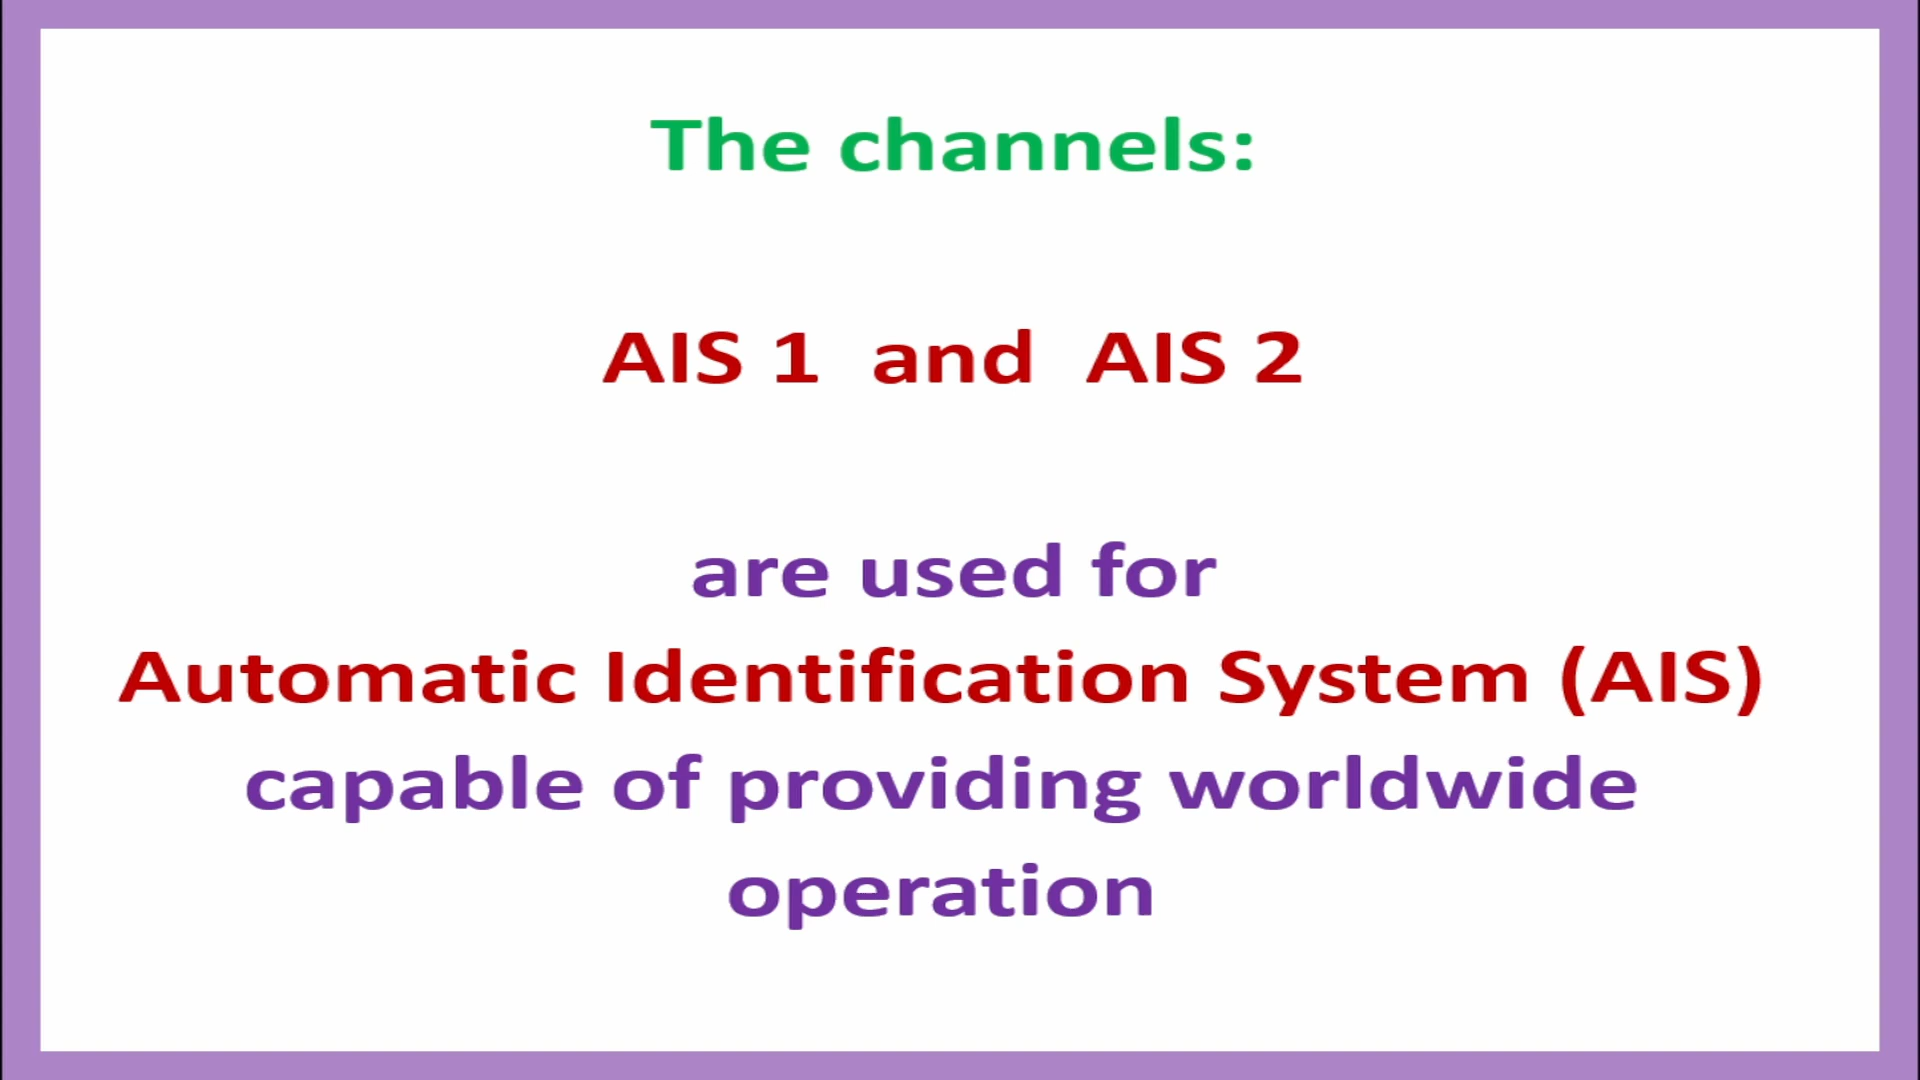 The channels:
AIS 1 and AIS 2
are used for
Automatic Identification System (AIS)
capable of providing worldwide
operation